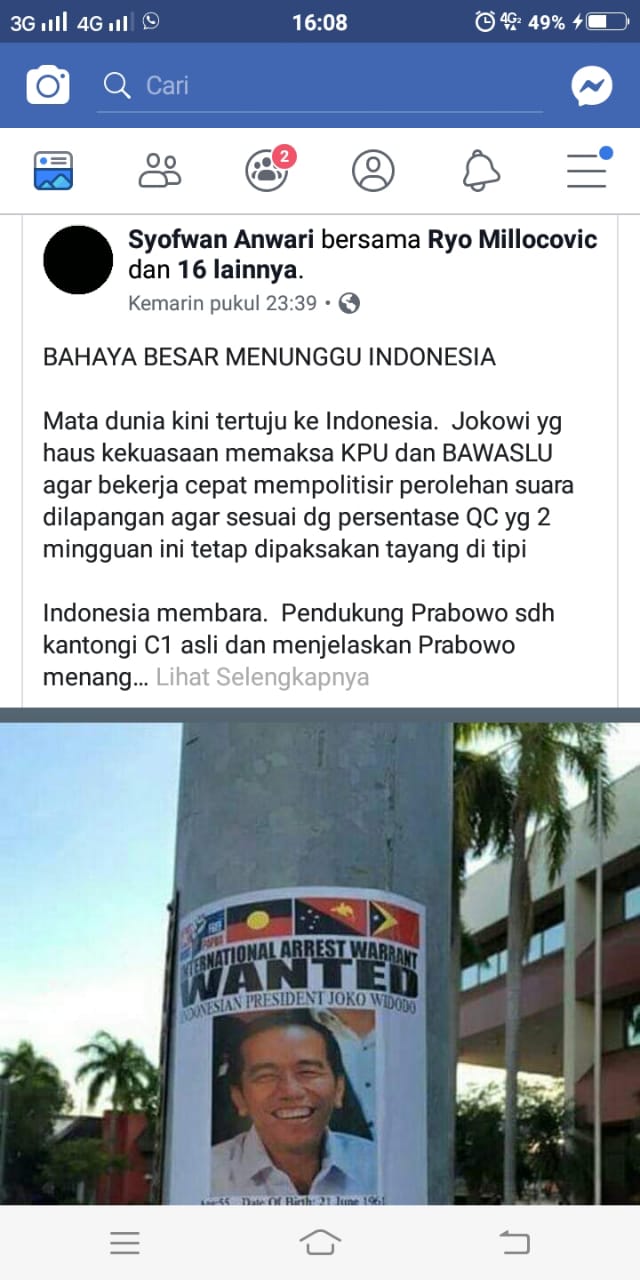 3G 4G 16:08 4G 49%
Cari
2
Syofwan Anwari bersama Ryo Millocovic
dan 16 lainnya.
Kemarin pukul 23:39
BAHAYA BESAR MENUNGGU INDONESIA
Mata dunia kini tertuju ke Indonesia. Jokowi yg
haus kekuasaan memaksa KPU dan BAWASLU
agar bekerja cepat mempolitisir perolehan suara
dilapangan agar sesuai dg persentase QC yg 2
mingguan ini tetap dipaksakan tayang di tipi
Indonesia membara. Pendukung Prabowo sdh
kantongi C1 asli dan menjelaskan Prabowo
menang... Lihat Selengkapnya
FREE
PAPUA
INTERNATIONAL ARREST WARRANT
WANTED
INDONESIAN PRESIDENT JOKO WIDODO
Age:55 Date Of Birth: 21 June 1961